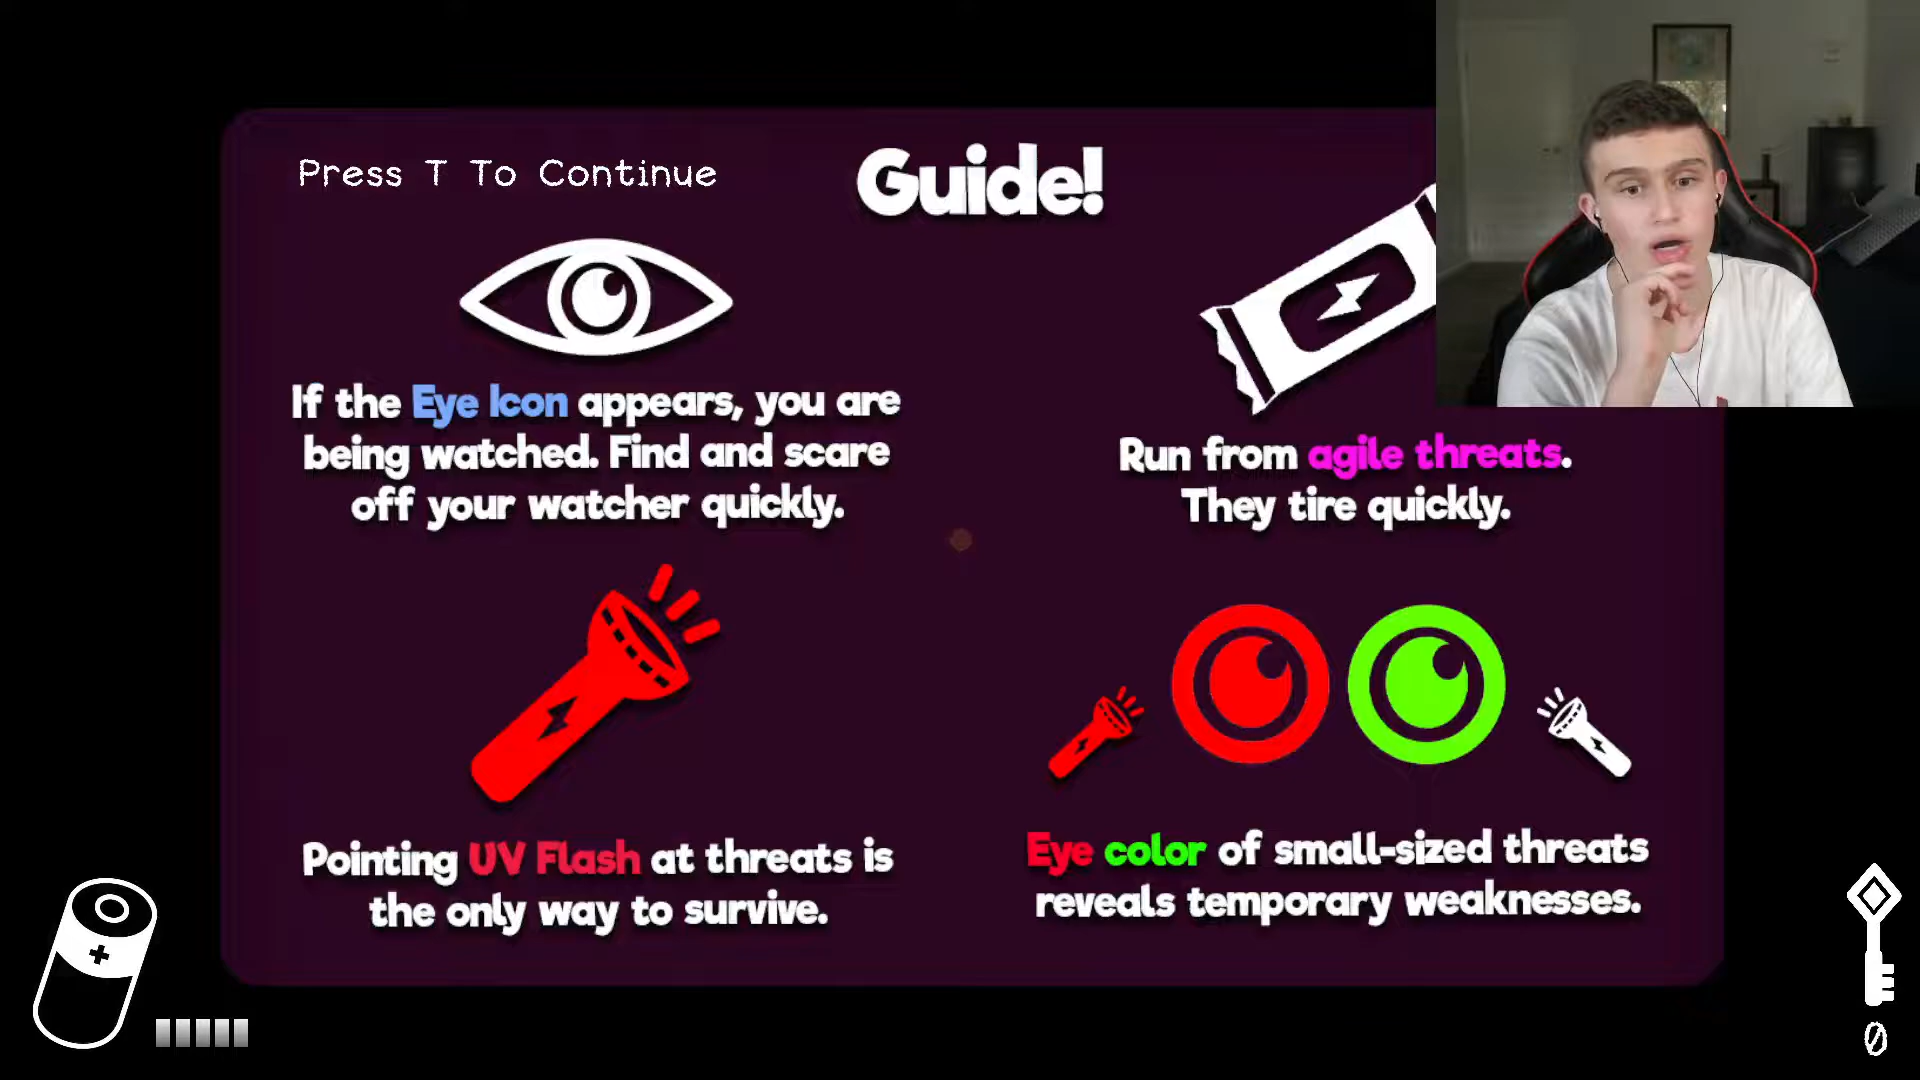 Press T To Continue
Guide!
If the Eye Icon appears, you are
being watched. Find and scare
off your watcher quickly.
Run from agile threats.
They tire quickly.
Pointing UV Flash at threats is
the only way to survive.
Eye color of small-sized threats
reveals temporary weaknesses.
0